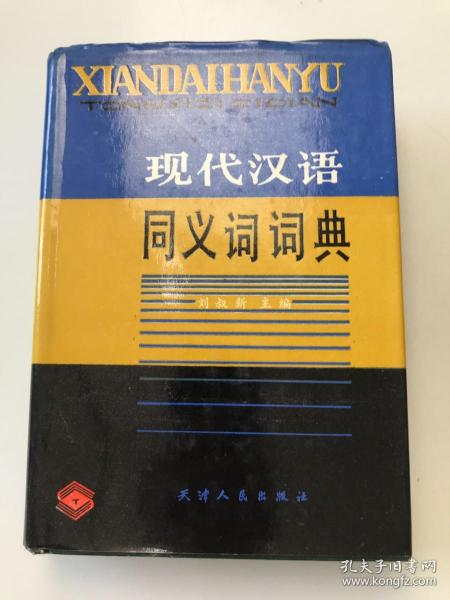 XIANDAIHANYU
TONGYICI CIDIAN
现代汉语
同义词词典
刘叔新 主编
天津人民出版社
孔夫子旧书网
www.kongfz.com